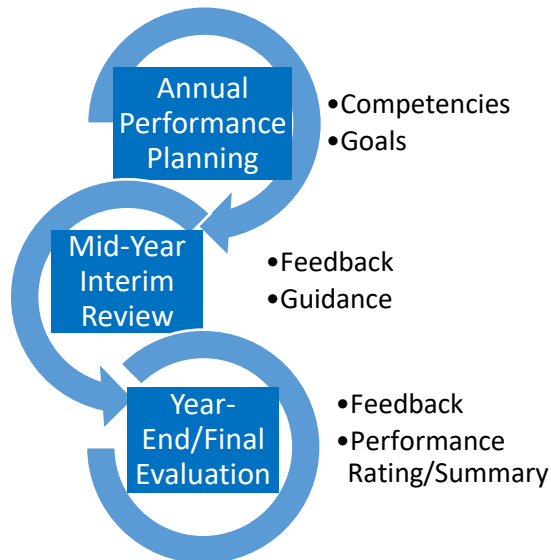 Annual
Performance
Planning
•Competencies
•Goals
Mid-Year
Interim
Review
•Feedback
•Guidance
Year-
End/Final
Evaluation
•Feedback
•Performance
Rating/Summary